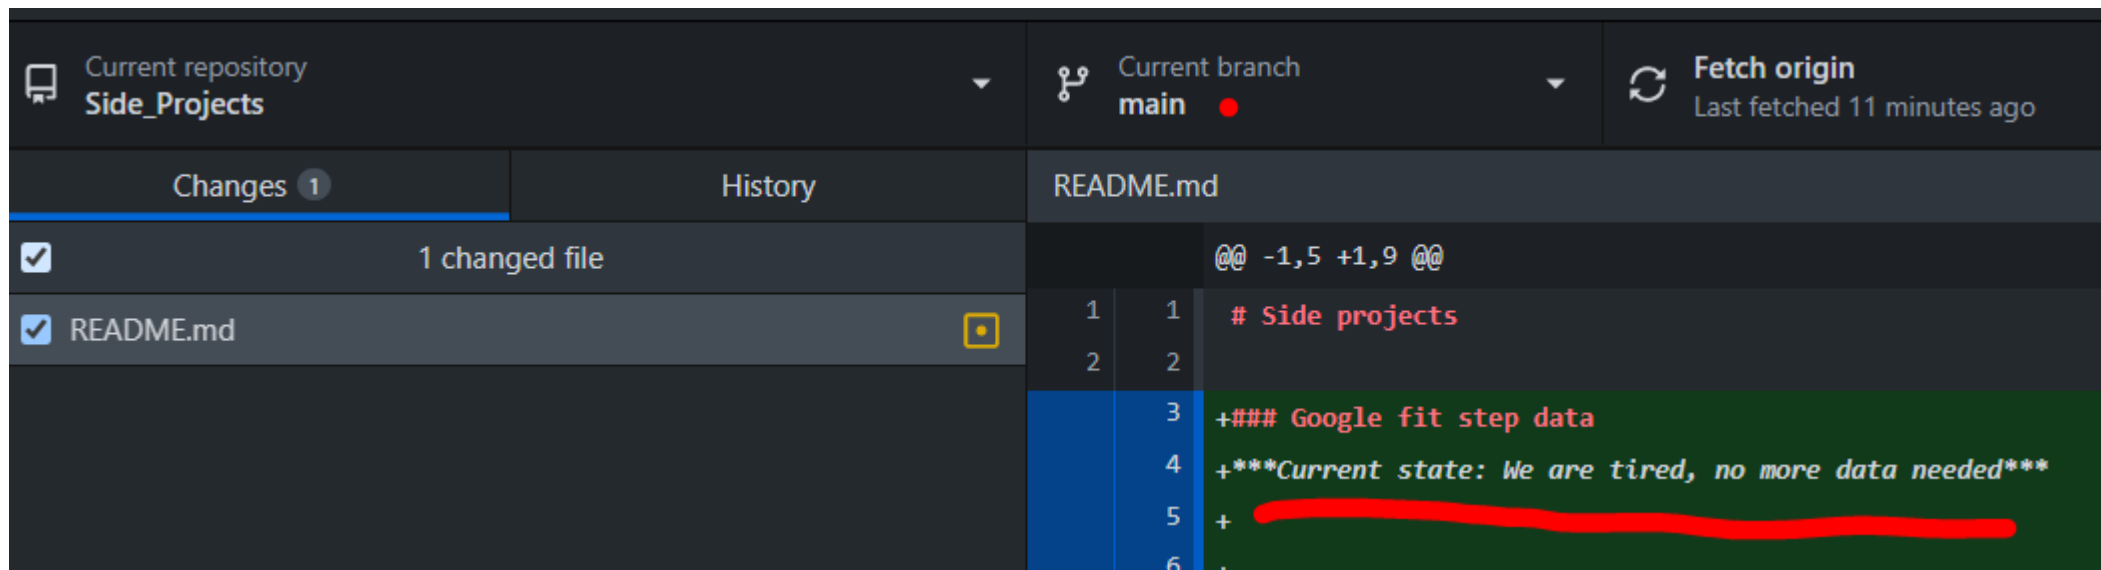 Current repository
Side_Projects
Current branch
main
Fetch origin
Last fetched 11 minutes ago
Changes 1
History
1 changed file
README.md
README.md
@@ -1,5 +1,9 @@
1 1 # Side projects
2 2
3 +### Google fit step data
4 +***Current state: We are tired, no more data needed***
5 +
6